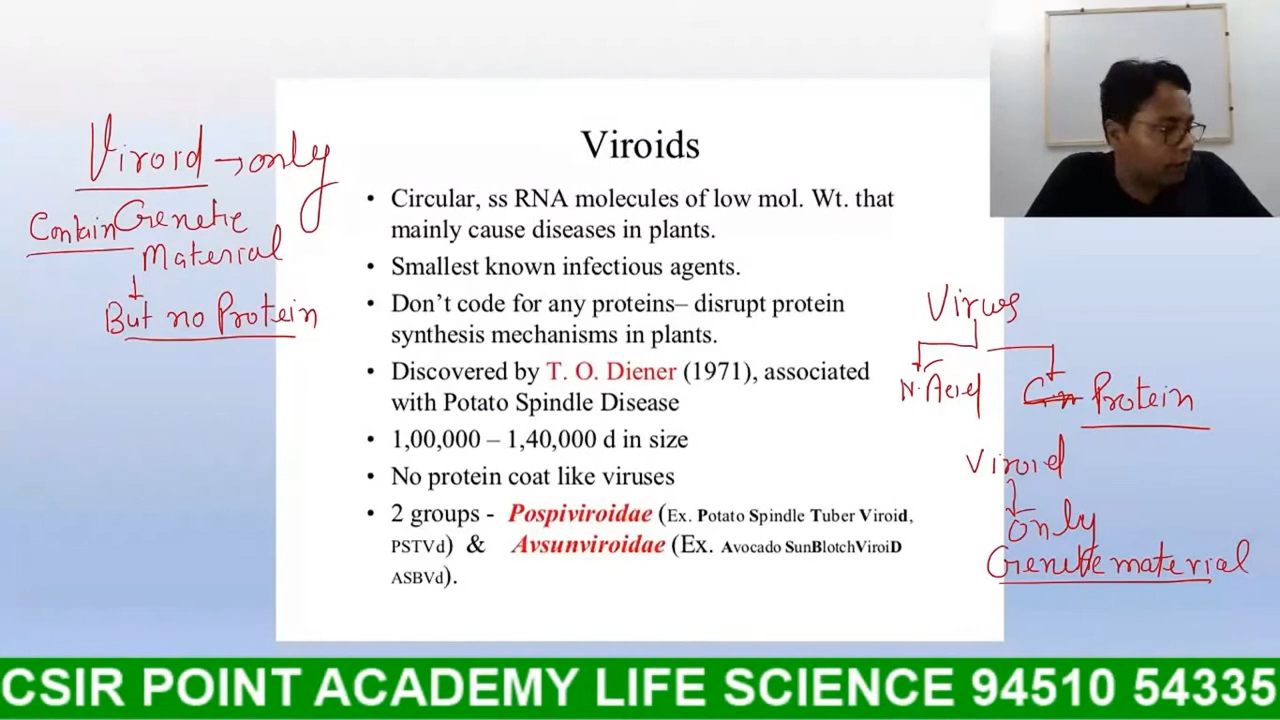 Viroids
• Circular, ss RNA molecules of low mol. Wt. that
mainly cause diseases in plants.
• Smallest known infectious agents.
• Don't code for any proteins– disrupt protein
synthesis mechanisms in plants.
• Discovered by T. O. Diener (1971), associated
with Potato Spindle Disease
• 1,00,000 – 1,40,000 d in size
• No protein coat like viruses
• 2 groups - Pospiviroidae (Ex. Potato Spindle Tuber Viroid,
PSTVd) & Avsunviroidae (Ex. Avocado SunBlotchViroiD
ASBVd).
Viroid → only
Contain Genetic
Material
But no Protein
Virus
N. Acid
Protein
Viroid
only
Genetic material
CSIR POINT ACADEMY LIFE SCIENCE 94510 54335